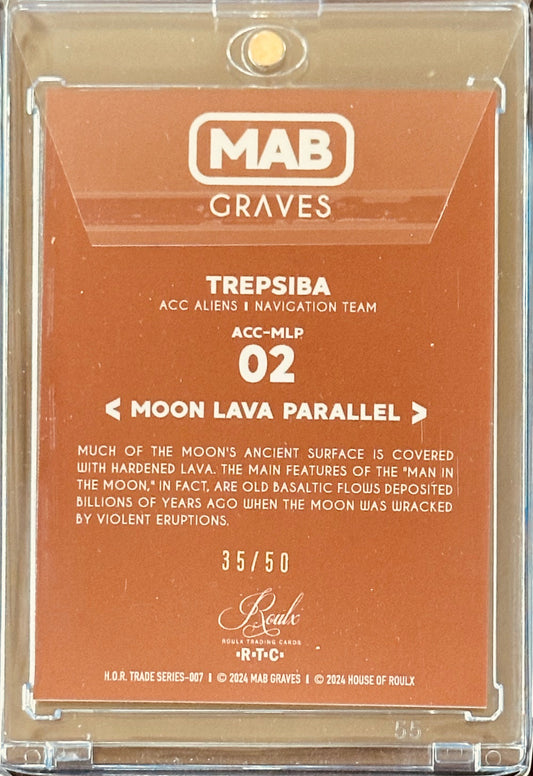 MAB
GRAVES
TREPSIBA
ACC ALIENS I NAVIGATION TEAM
ACC-MLP
02
< MOON LAVA PARALLEL >
MUCH OF THE MOON'S ANCIENT SURFACE IS COVERED
WITH HARDENED LAVA. THE MAIN FEATURES OF THE "MAN IN
THE MOON," IN FACT, ARE OLD BASALTIC FLOWS DEPOSITED
BILLIONS OF YEARS AGO WHEN THE MOON WAS WRACKED
BY VIOLENT ERUPTIONS.
35/50
Roulx
ROULX TRADING CARDS
·R·T·C·
H.O.R. TRADE SERIES-007 I © 2024 MAB GRAVES I © 2024 HOUSE OF ROULX
55